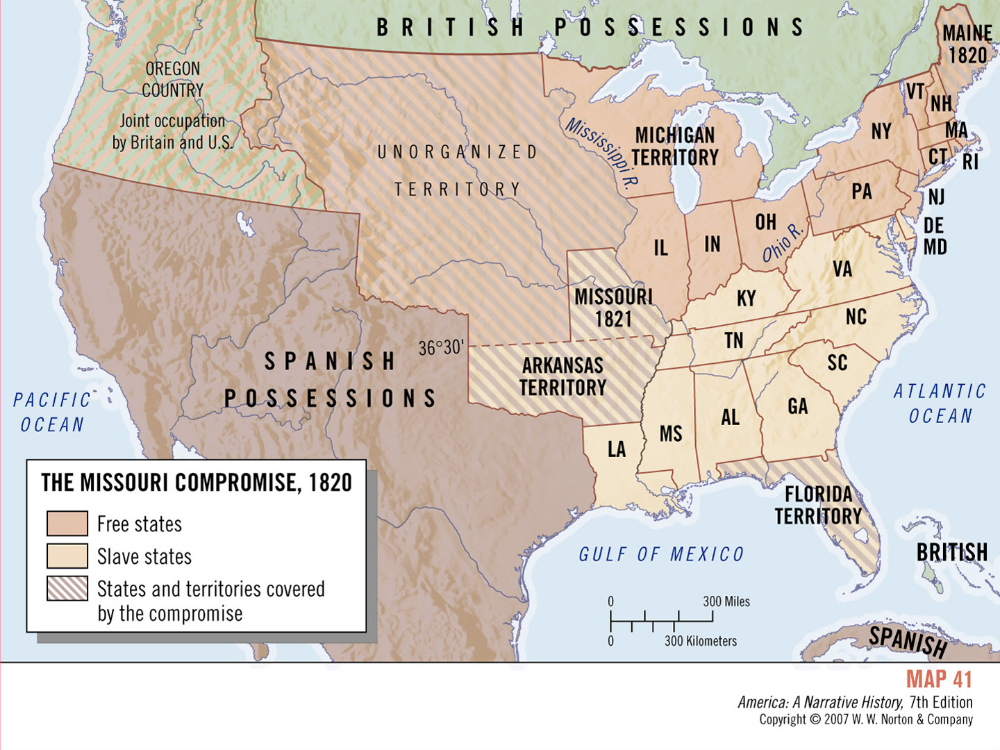 BRITISH POSSESSIONS
MAINE
1820
OREGON
COUNTRY
Joint occupation
by Britain and U.S.
UNORGANIZED
TERRITORY
Mississippi R.
MICHIGAN
TERRITORY
VT
NH
NY
MA
CT
RI
PA
NJ
DE
MD
OH
Ohio R.
IN
IL
VA
KY
MISSOURI
1821
NC
TN
36°30'
SC
ARKANSAS
TERRITORY
SPANISH
POSSESSIONS
GA
AL
MS
LA
PACIFIC
OCEAN
ATLANTIC
OCEAN
FLORIDA
TERRITORY
GULF OF MEXICO
BRITISH
SPANISH
THE MISSOURI COMPROMISE, 1820
Free states
Slave states
States and territories covered
by the compromise
0 300 Miles
0 300 Kilometers
MAP 41
America: A Narrative History, 7th Edition
Copyright © 2007 W. W. Norton & Company